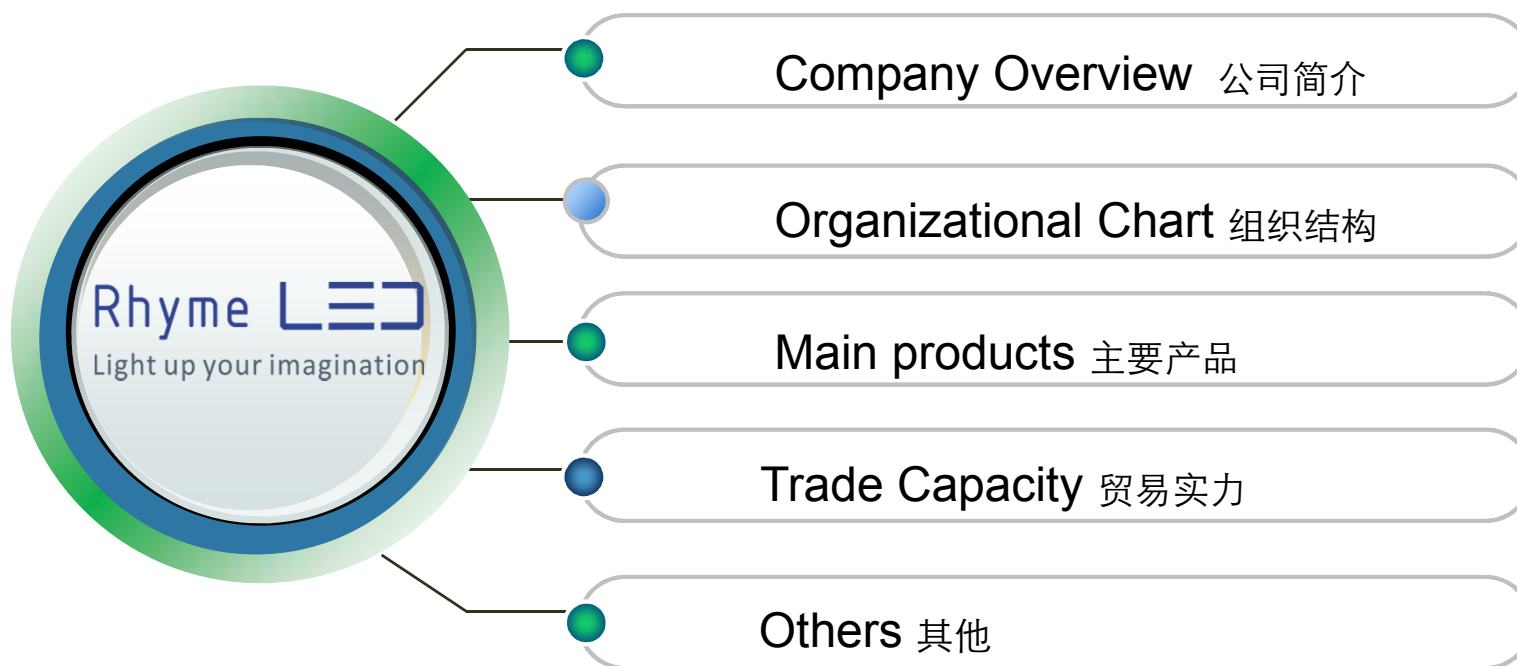 Rhyme LED
Light up your imagination
Company Overview 公司简介
Organizational Chart 组织结构
Main products 主要产品
Trade Capacity 贸易实力
Others 其他